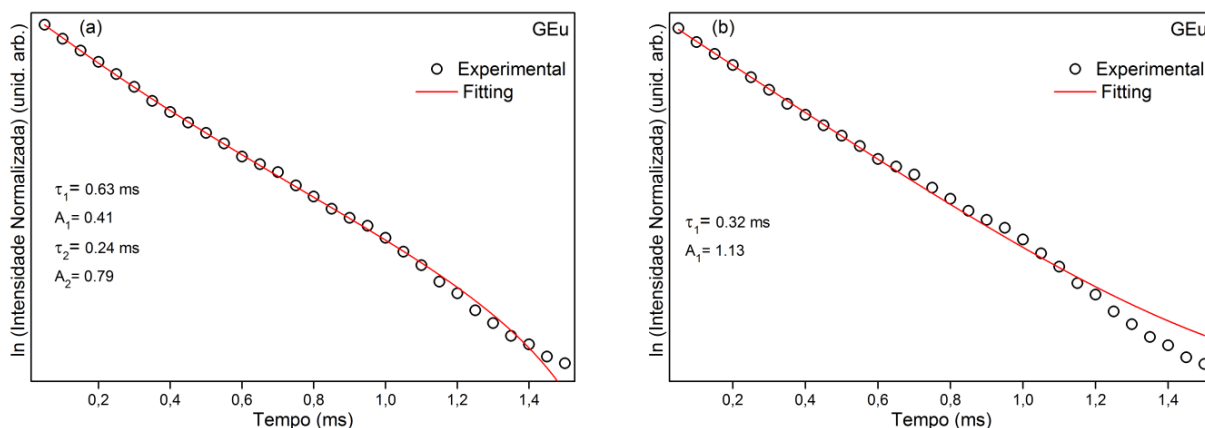 (a)
GEu
Experimental
Fitting
τ1= 0.63 ms
A1= 0.41
τ2= 0.24 ms
A2= 0.79
ln (Intensidade Normalizada) (unid. arb.)
0,2 0,4 0,6 0,8 1,0 1,2 1,4
Tempo (ms)
(b)
GEu
Experimental
Fitting
τ1= 0.32 ms
A1= 1.13
ln (Intensidade Normalizada) (unid. arb.)
0,2 0,4 0,6 0,8 1,0 1,2 1,4
Tempo (ms)